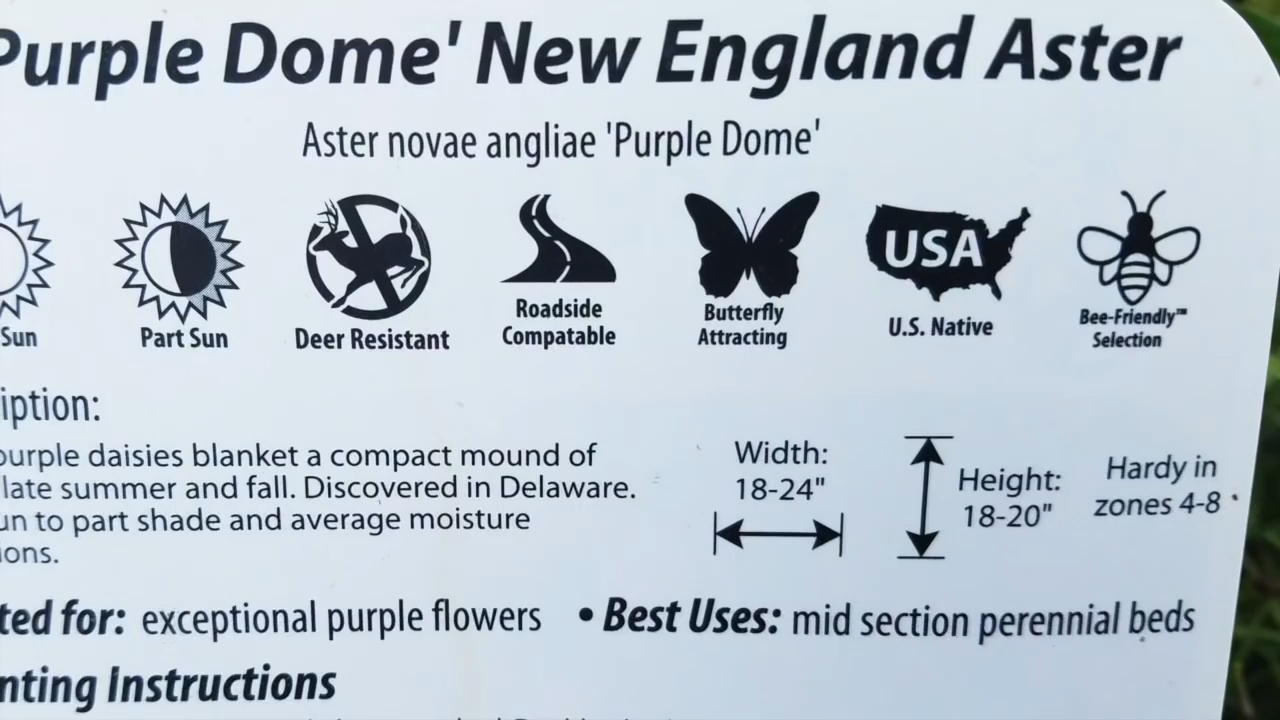 Purple Dome' New England Aster
Aster novae angliae 'Purple Dome'
Sun
Part Sun
Deer Resistant
Roadside
Compatable
Butterfly
Attracting
USA
U.S. Native
Bee-Friendly™
Selection
iption:
purple daisies blanket a compact mound of
late summer and fall. Discovered in Delaware.
un to part shade and average moisture
ions.
Width:
18-24"
Height:
18-20"
Hardy in
zones 4-8
ted for: exceptional purple flowers • Best Uses: mid section perennial beds
nting Instructions